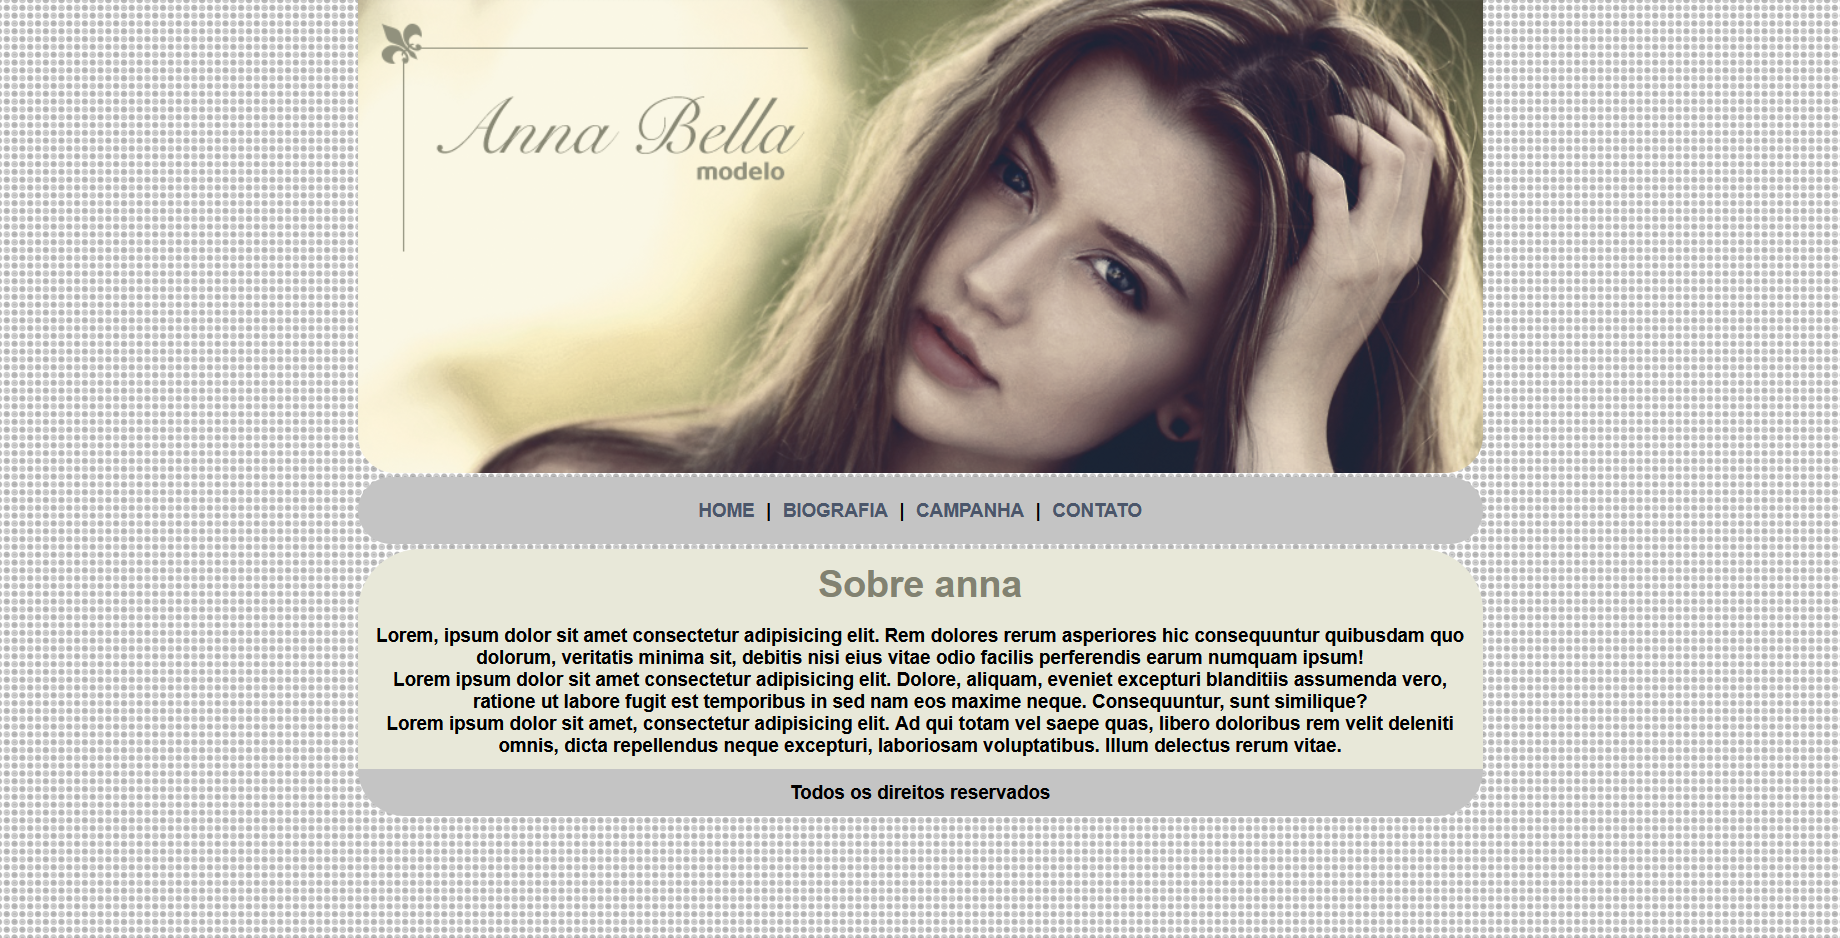 Anna Bella
modelo
HOME | BIOGRAFIA | CAMPANHA | CONTATO
Sobre anna
Lorem, ipsum dolor sit amet consectetur adipisicing elit. Rem dolores rerum asperiores hic consequuntur quibusdam quo
dolorum, veritatis minima sit, debitis nisi eius vitae odio facilis perferendis earum numquam ipsum!
Lorem ipsum dolor sit amet consectetur adipisicing elit. Dolore, aliquam, eveniet excepturi blanditiis assumenda vero,
ratione ut labore fugit est temporibus in sed nam eos maxime neque. Consequuntur, sunt similique?
Lorem ipsum dolor sit amet, consectetur adipisicing elit. Ad qui totam vel saepe quas, libero doloribus rem velit deleniti
omnis, dicta repellendus neque excepturi, laboriosam voluptatibus. Illum delectus rerum vitae.
Todos os direitos reservados